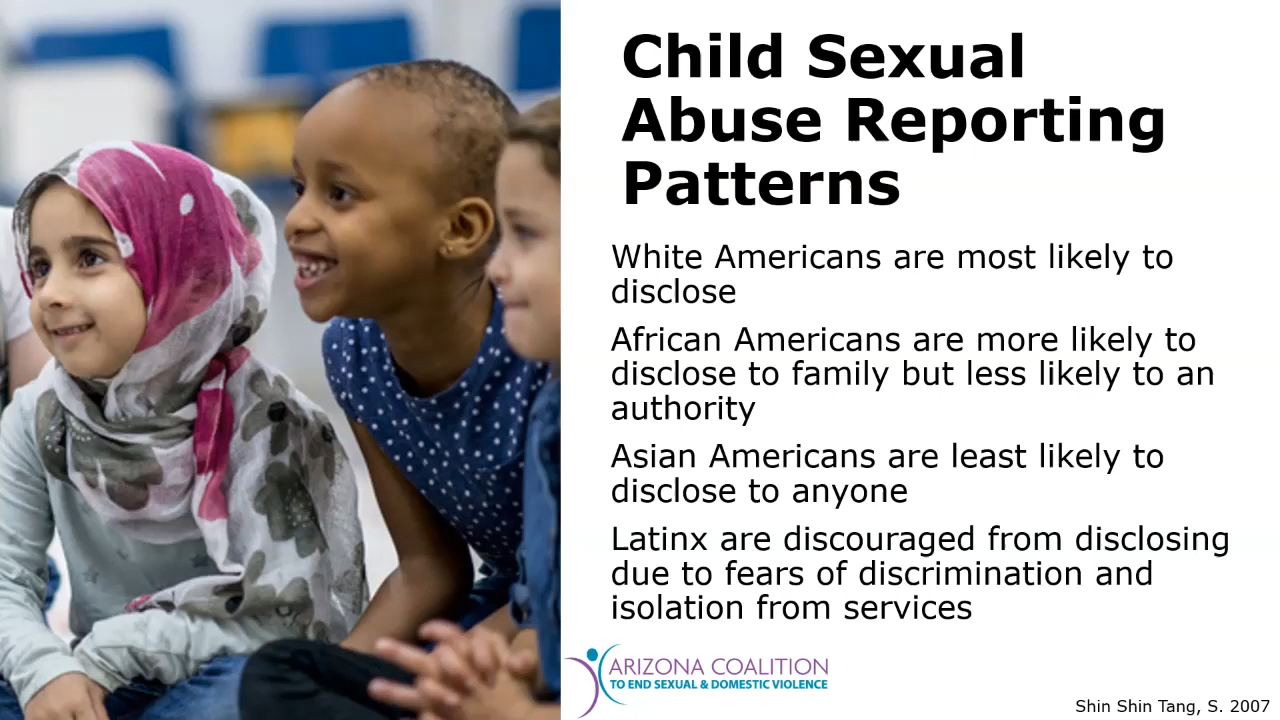 Child Sexual
Abuse Reporting
Patterns
White Americans are most likely to
disclose
African Americans are more likely to
disclose to family but less likely to an
authority
Asian Americans are least likely to
disclose to anyone
Latinx are discouraged from disclosing
due to fears of discrimination and
isolation from services
ARIZONA COALITION
TO END SEXUAL & DOMESTIC VIOLENCE
Shin Shin Tang, S. 2007